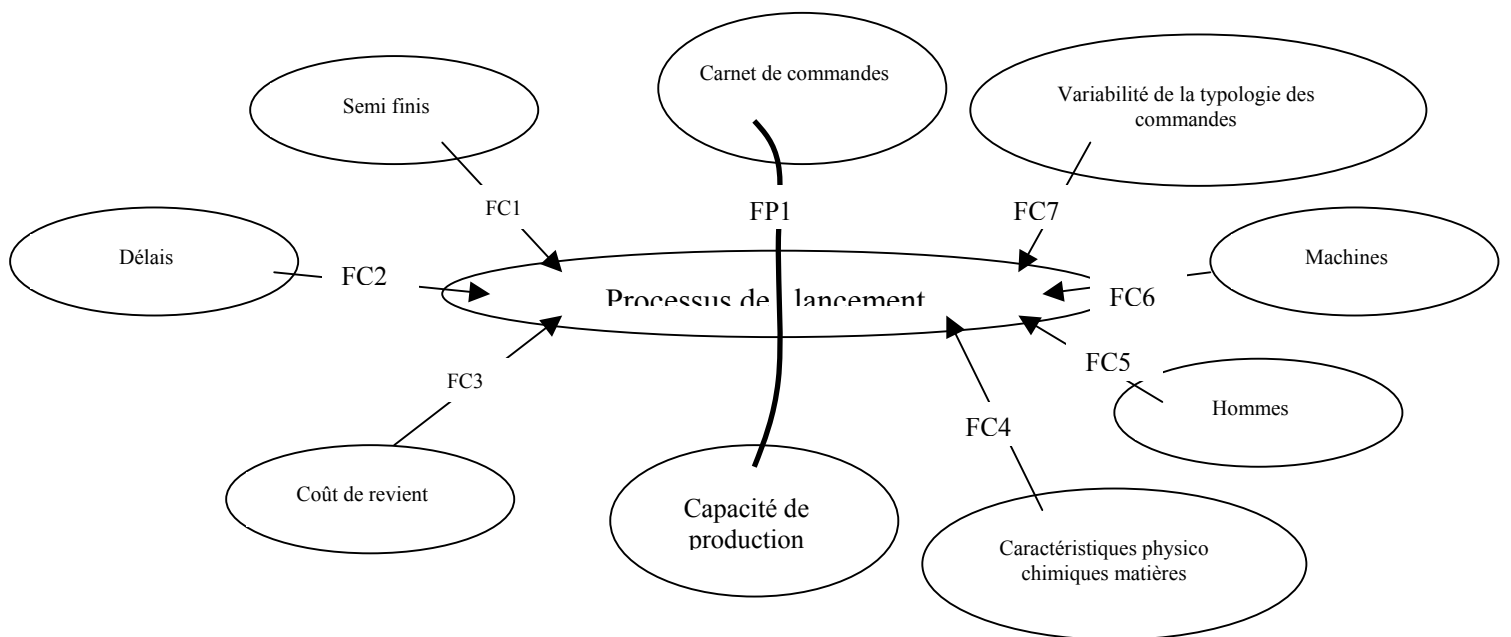 Carnet de commandes
Semi finis
Variabilité de la typologie des
commandes
FC1
FP1
FC7
Délais
FC2
Machines
Processus de lancement
FC6
FC5
FC3
Hommes
FC4
Coût de revient
Capacité de
production
Caractéristiques physico
chimiques matières